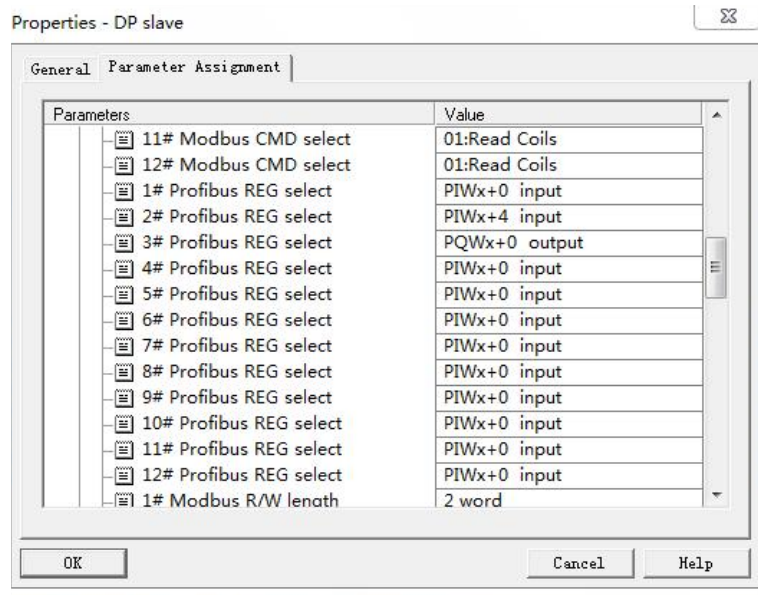 Properties - DP slave
General Parameter Assignment
Parameters Value
11# Modbus CMD select 01:Read Coils
12# Modbus CMD select 01:Read Coils
1# Profibus REG select PIWx+0 input
2# Profibus REG select PIWx+4 input
3# Profibus REG select PQWx+0 output
4# Profibus REG select PIWx+0 input
5# Profibus REG select PIWx+0 input
6# Profibus REG select PIWx+0 input
7# Profibus REG select PIWx+0 input
8# Profibus REG select PIWx+0 input
9# Profibus REG select PIWx+0 input
10# Profibus REG select PIWx+0 input
11# Profibus REG select PIWx+0 input
12# Profibus REG select PIWx+0 input
1# Modbus R/W length 2 word
OK Cancel Help